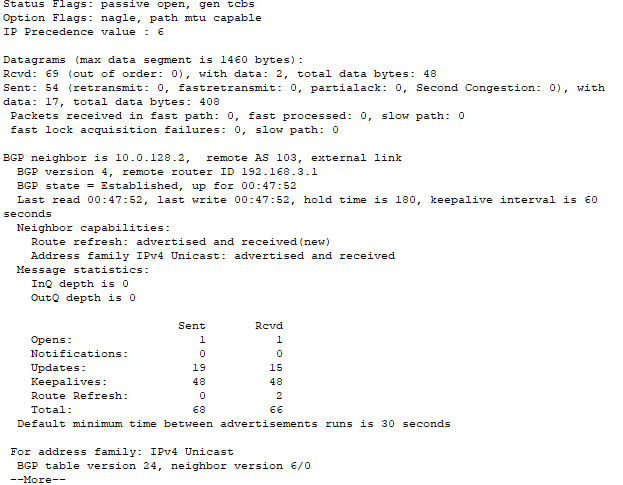 Status Flags: passive open, gen tcbs
Option Flags: nagle, path mtu capable
IP Precedence value : 6

Datagrams (max data segment is 1460 bytes):
Rcvd: 69 (out of order: 0), with data: 2, total data bytes: 48
Sent: 54 (retransmit: 0, fastretransmit: 0, partialack: 0, Second Congestion: 0), with
data: 17, total data bytes: 408
 Packets received in fast path: 0, fast processed: 0, slow path: 0
 fast lock acquisition failures: 0, slow path: 0

BGP neighbor is 10.0.128.2,  remote AS 103, external link
  BGP version 4, remote router ID 192.168.3.1
  BGP state = Established, up for 00:47:52
  Last read 00:47:52, last write 00:47:52, hold time is 180, keepalive interval is 60
seconds
  Neighbor capabilities:
    Route refresh: advertised and received(new)
    Address family IPv4 Unicast: advertised and received
  Message statistics:
    InQ depth is 0
    OutQ depth is 0

                         Sent       Rcvd
    Opens:                  1          1
    Notifications:          0          0
    Updates:               19         15
    Keepalives:            48         48
    Route Refresh:          0          2
    Total:                 68         66
  Default minimum time between advertisements runs is 30 seconds

 For address family: IPv4 Unicast
  BGP table version 24, neighbor version 6/0
 --More--